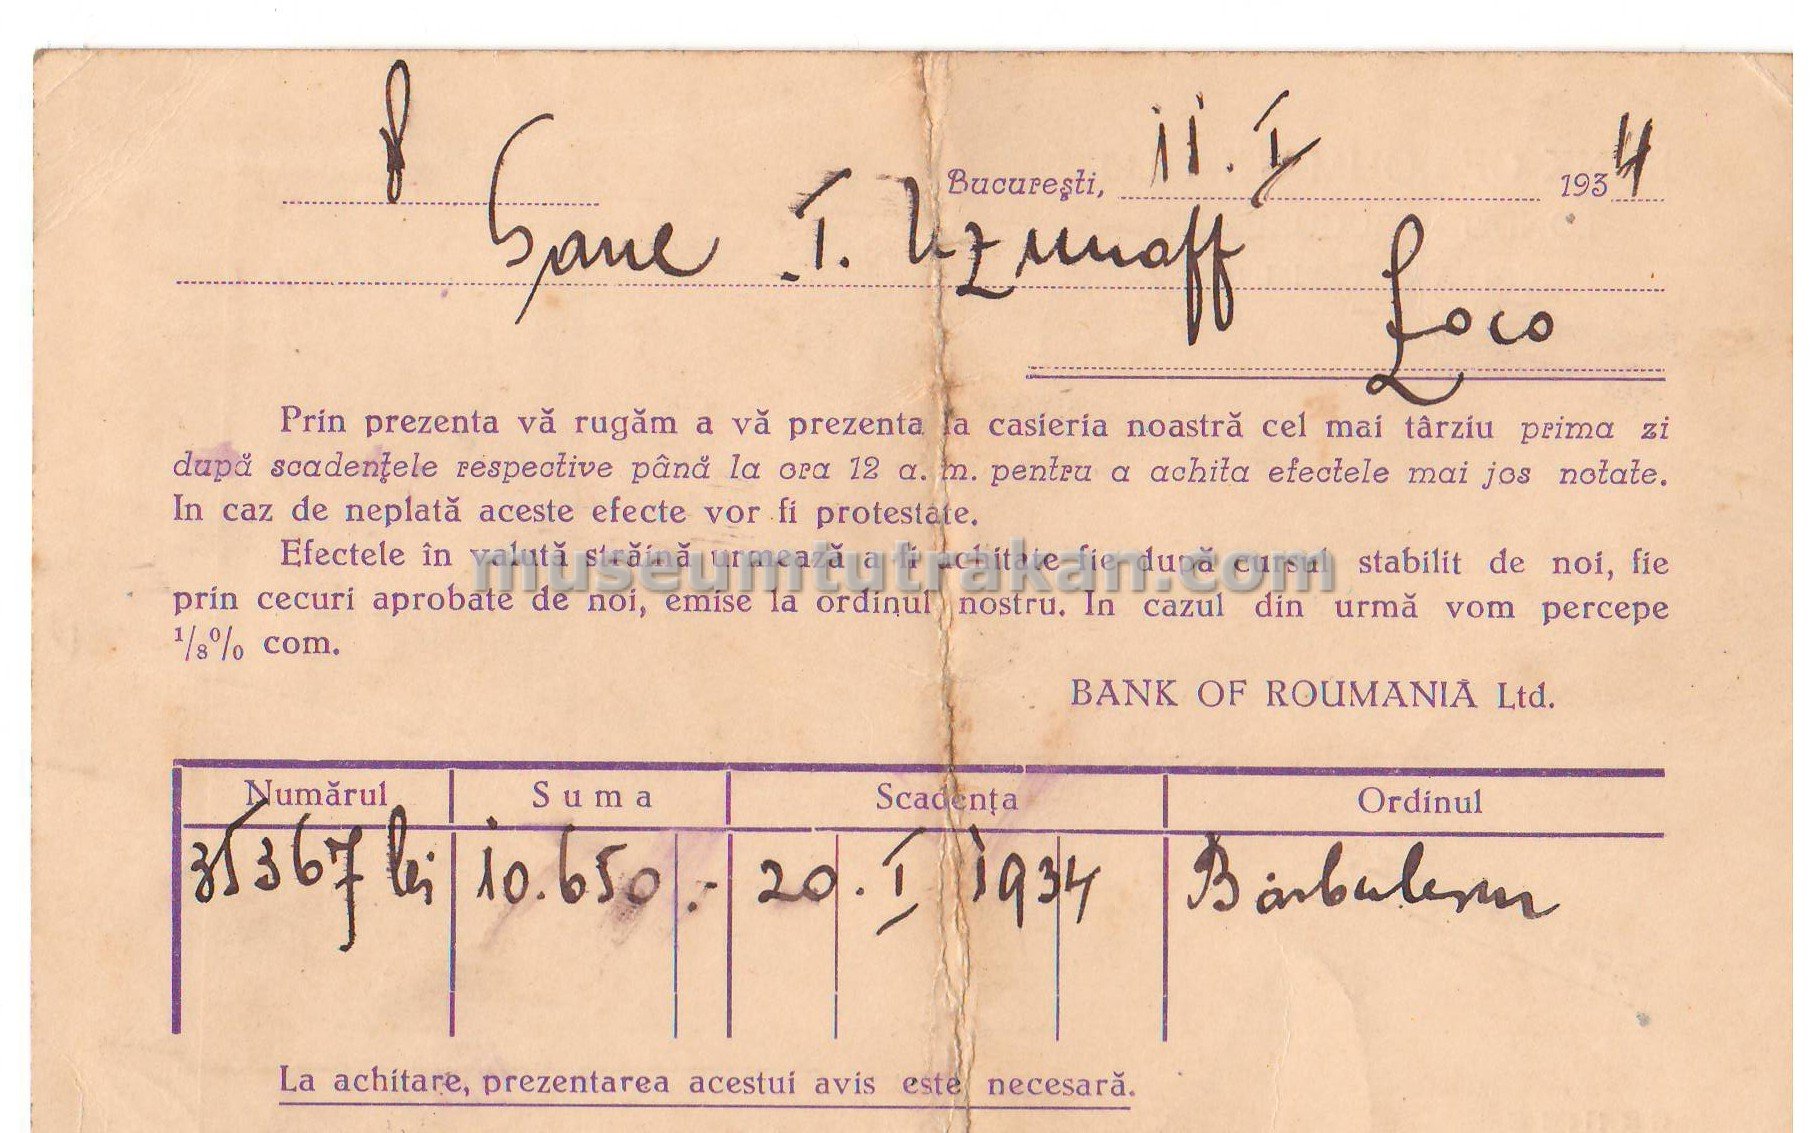 București, 11. I 1934
I. Uzunoff
Loco
Prin prezenta vă rugăm a vă prezenta la casieria noastră cel mai târziu prima zi
după scadențele respective până la ora 12 a. m. pentru a achita efectele mai jos notate.
In caz de neplată aceste efecte vor fi protestate.
Efectele în valută străină urmează a fi achitate fie după cursul stabilit de noi, fie
museumtutrakan.com
prin cecuri aprobate de noi, emise la ordinul nostru. In cazul din urmă vom percepe
1/8% com.
BANK OF ROUMANIA Ltd.
Numărul Suma Scadența Ordinul
35367 lei 10.650.- 20. I 1934 Bărbulescu
La achitare, prezentarea acestui avis este necesară.